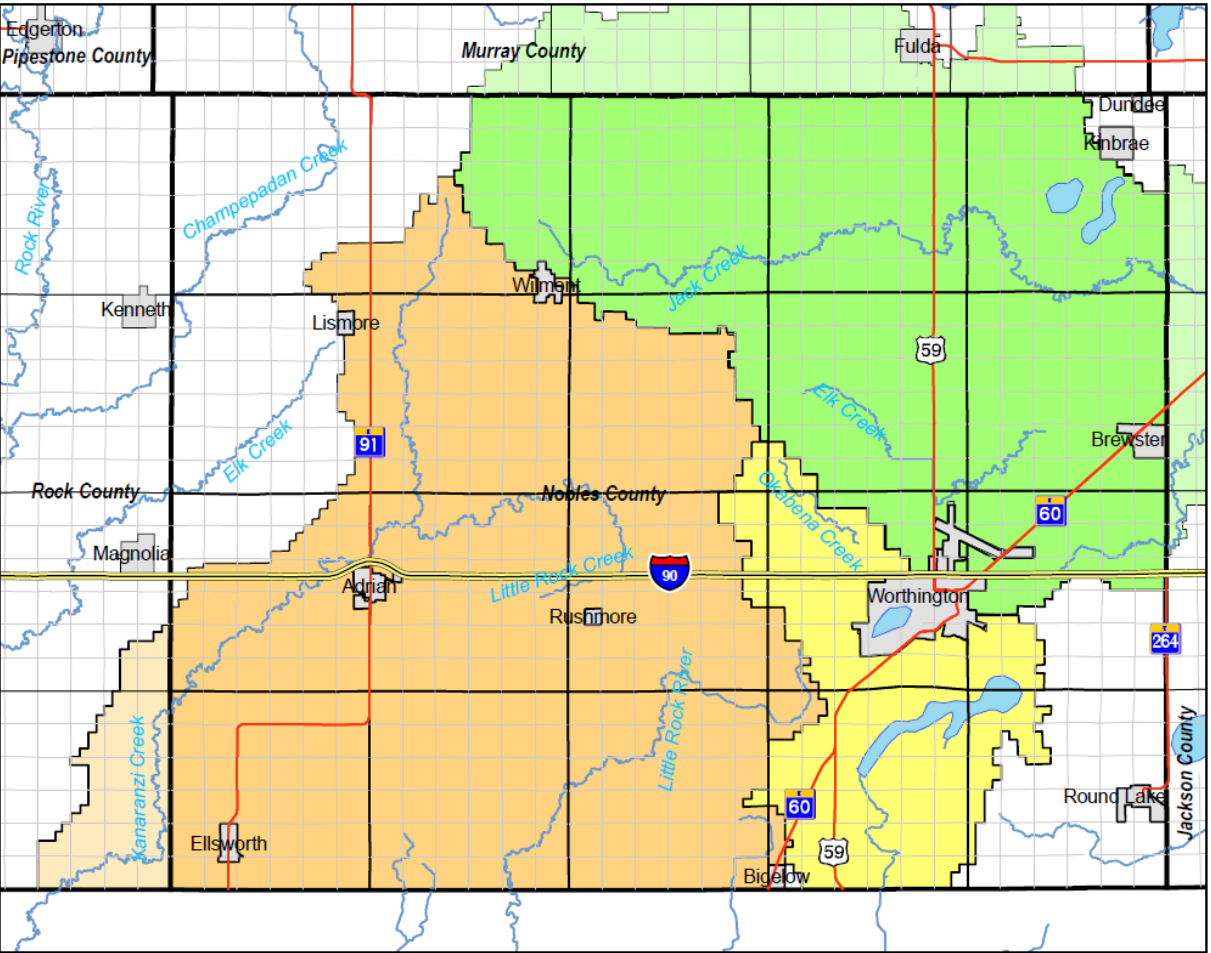 Edgerton
Pipestone County
Murray County
Fulda
Dundee
Kinbrae
Champepadan Creek
Rock River
Jack Creek
Wilmont
Kenneth
Lismore
59
Elk Creek
91
Elk Creek
Brewster
Rock County
Nobles County
Okabena Creek
60
Magnolia
Little Rock Creek
90
Adrian
Worthington
Rushmore
264
Little Rock River
Kanaranzi Creek
Jackson County
60
Round Lake
Ellsworth
59
Bigelow